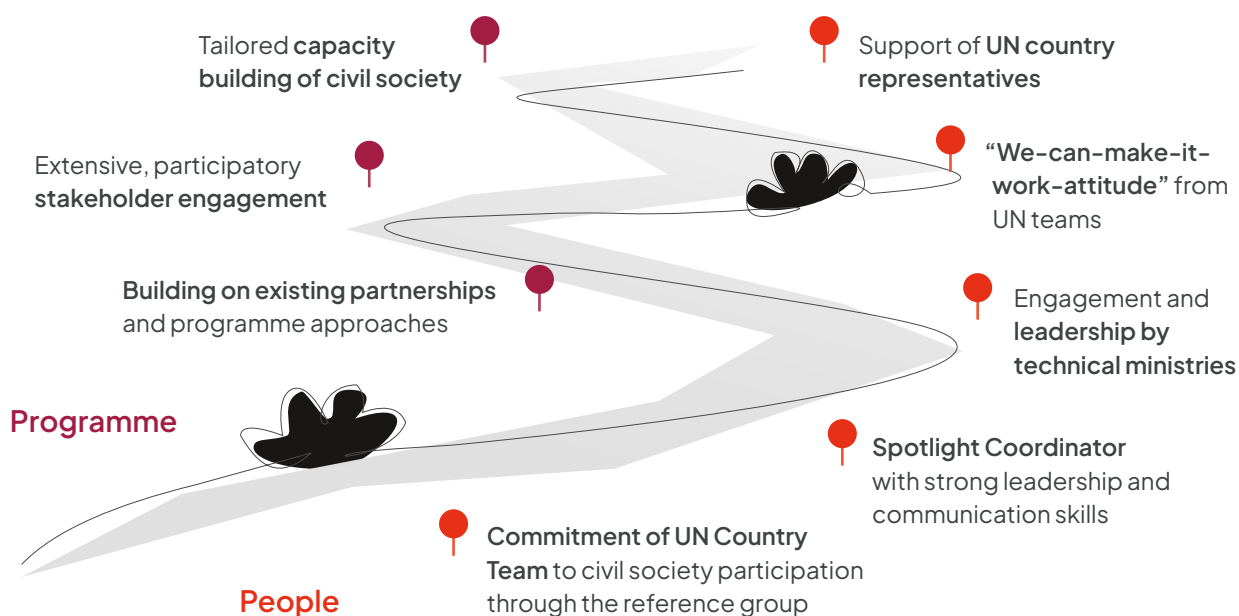 Tailored capacity
building of civil society
Support of UN country
representatives
Extensive, participatory
stakeholder engagement
“We-can-make-it-
work-attitude” from
UN teams
Building on existing partnerships
and programme approaches
Engagement and
leadership by
technical ministries
Programme
Spotlight Coordinator
with strong leadership and
communication skills
Commitment of UN Country
Team to civil society participation
through the reference group
People